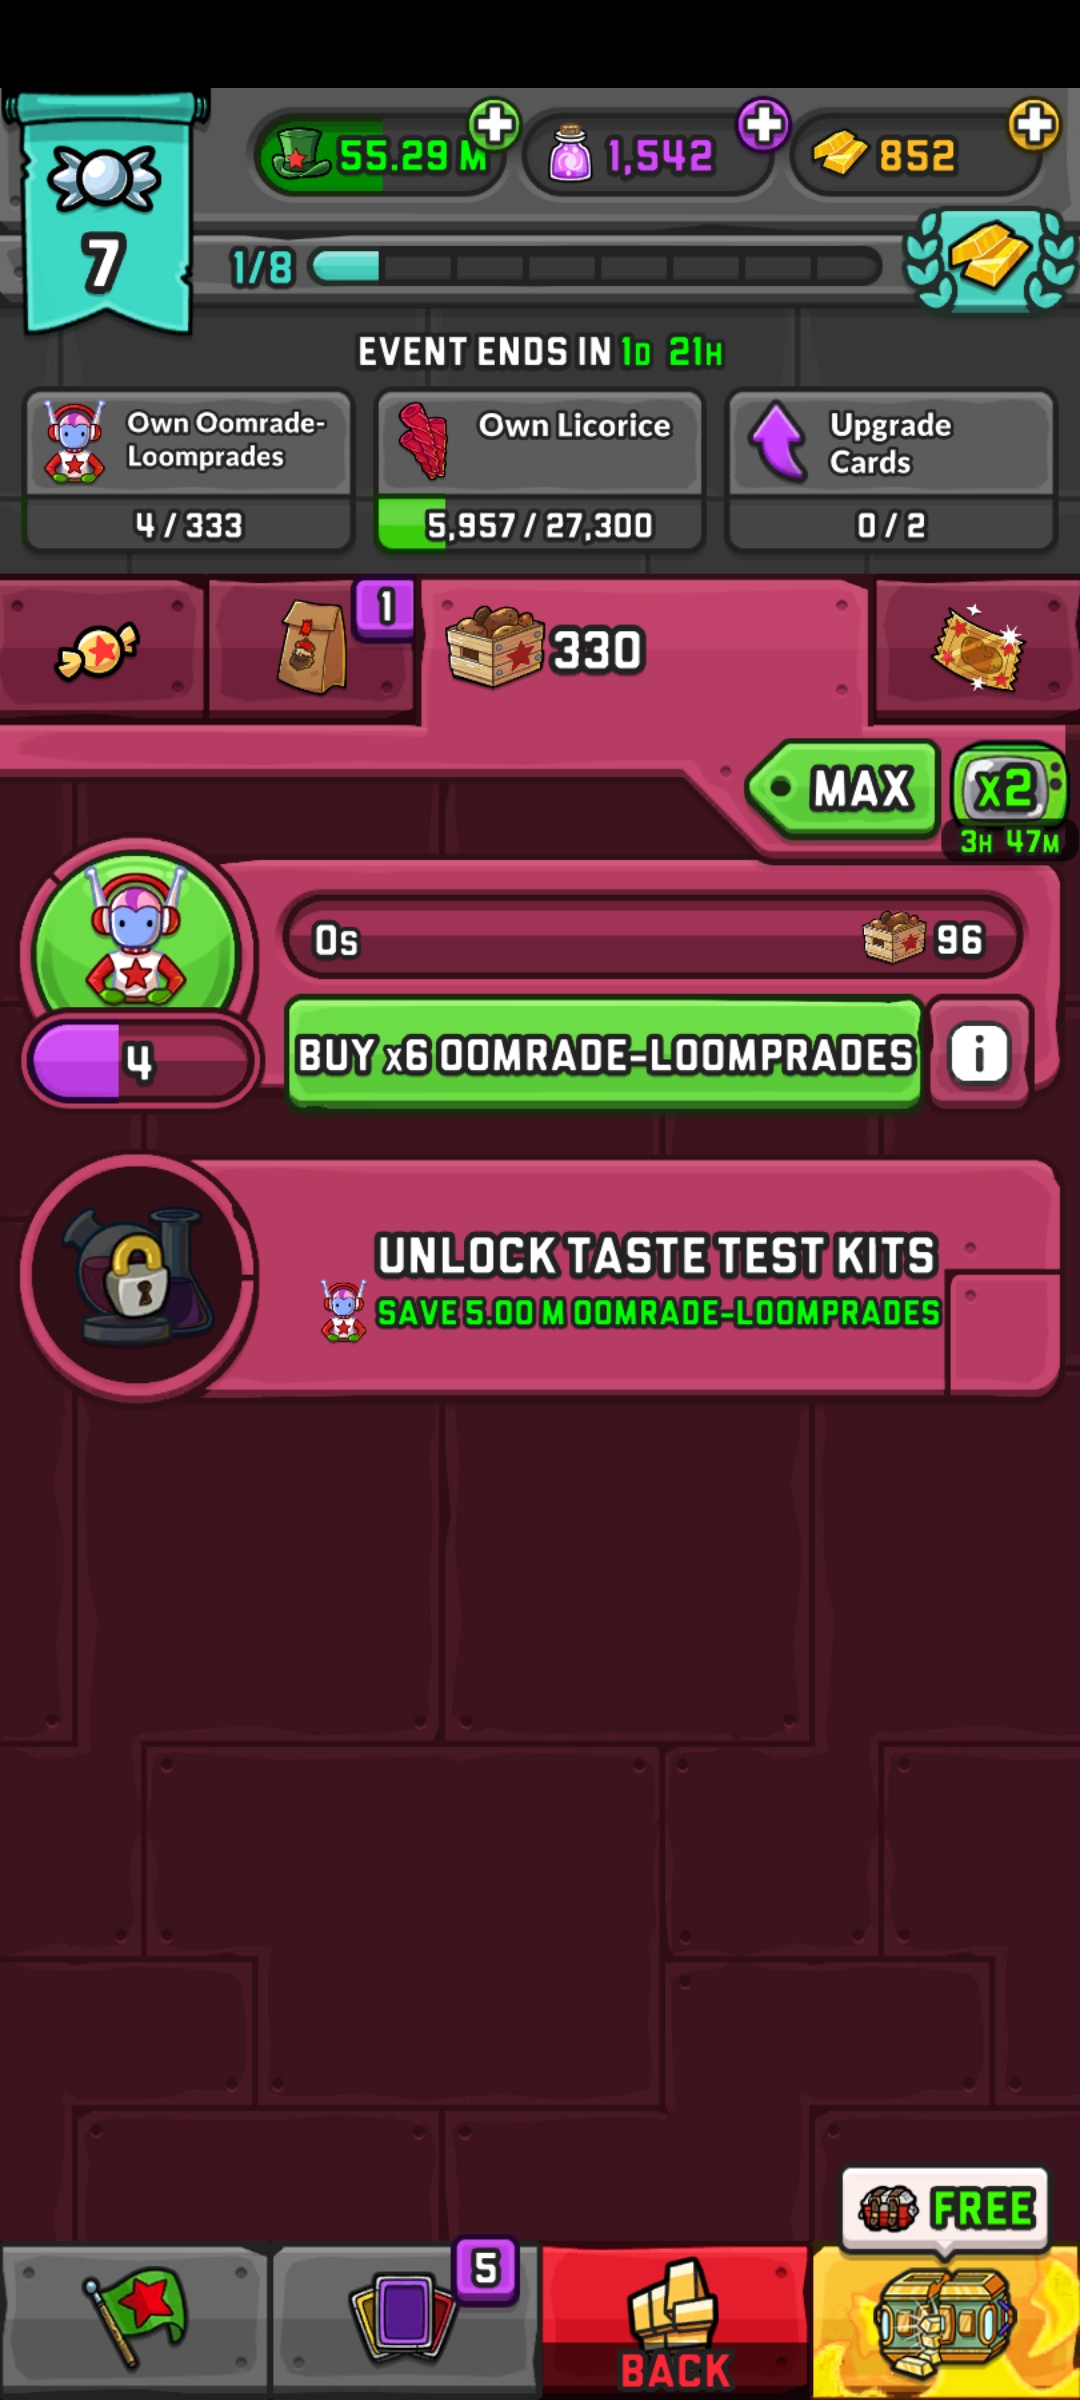 55.29 M
1,542
852
7
1/8
EVENT ENDS IN 1D 21H
Own Oomrade-
Loomprades
4 / 333
Own Licorice
5,957 / 27,300
Upgrade
Cards
0 / 2
1
330
MAX
x2
3H 47M
0s
96
4
BUY x6 OOMRADE-LOOMPRADES
i
UNLOCK TASTE TEST KITS
SAVE 5.00 M OOMRADE-LOOMPRADES
FREE
5
BACK